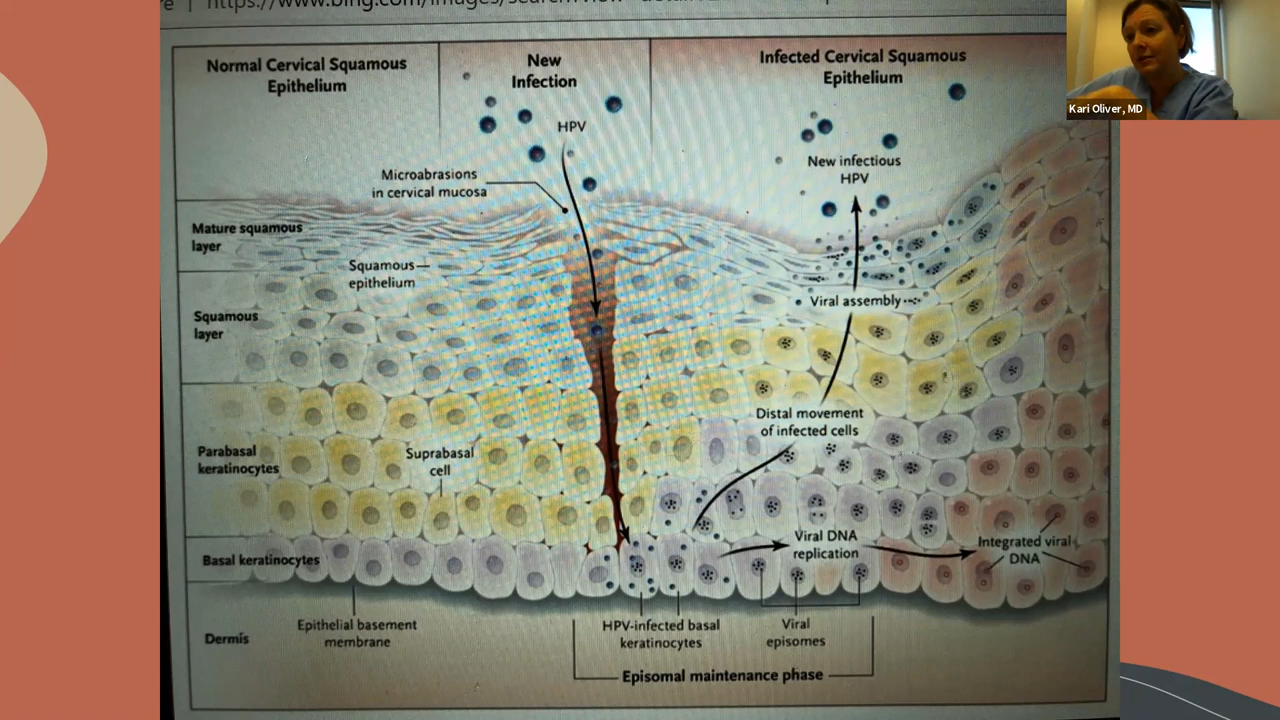 https://www.bing.com/images/search?view=
Kari Oliver, MD
Normal Cervical Squamous
Epithelium
New
Infection
Infected Cervical Squamous
Epithelium
HPV
Microabrasions
in cervical mucosa
New infectious
HPV
Mature squamous
layer
Squamous
epithelium
Viral assembly
Squamous
layer
Distal movement
of infected cells
Parabasal
keratinocytes
Suprabasal
cell
Basal keratinocytes
Viral DNA
replication
Integrated viral
DNA
Dermis
Epithelial basement
membrane
HPV-infected basal
keratinocytes
Viral
episomes
Episomal maintenance phase